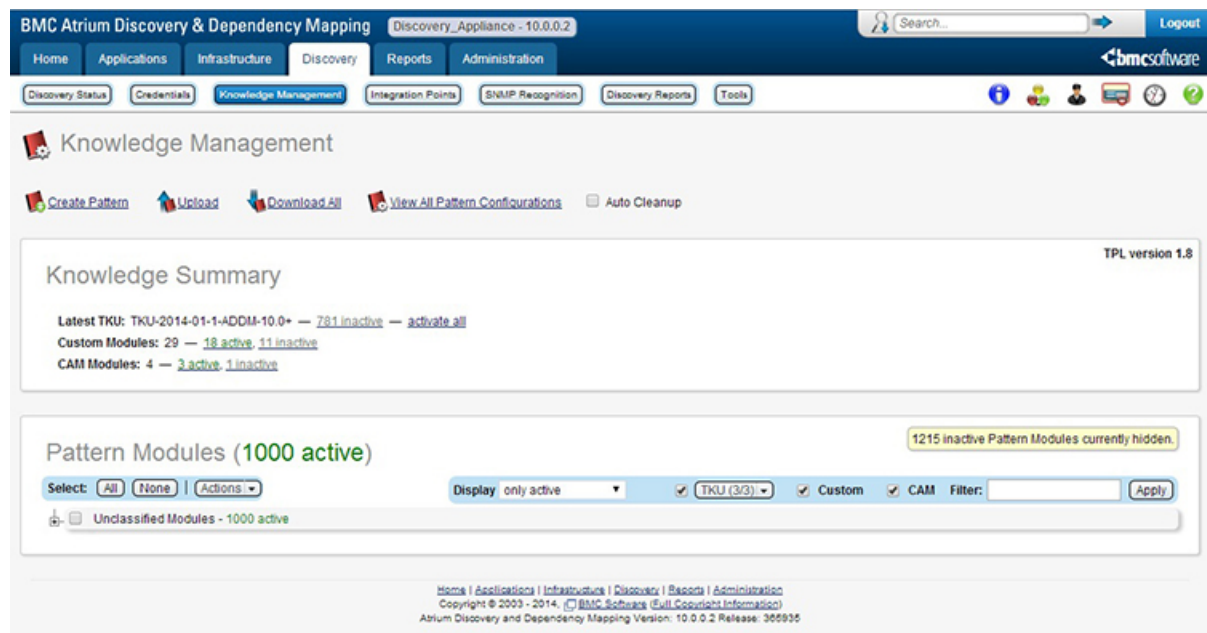 BMC Atrium Discovery & Dependency Mapping Discovery_Appliance - 10.0.0.2 Search... Logout
Home Applications Infrastructure Discovery Reports Administration bmcsoftware
Discovery Status Credentials Knowledge Management Integration Points SNMP Recognition Discovery Reports Tools
Knowledge Management
Create Pattern Upload Download All View All Pattern Configurations Auto Cleanup
TPL version 1.8
Knowledge Summary
Latest TKU: TKU-2014-01-1-ADDM-10.0+ — 781 inactive — activate all
Custom Modules: 29 — 18 active, 11 inactive
CAM Modules: 4 — 3 active, 1 inactive
1215 inactive Pattern Modules currently hidden.
Pattern Modules (1000 active)
Select: All None | Actions Display only active TKU (3/3) Custom CAM Filter: Apply
Unclassified Modules - 1000 active
Home | Applications | Infrastructure | Discovery | Reports | Administration
Copyright © 2003 - 2014, BMC Software (Full Copyright Information)
Atrium Discovery and Dependency Mapping Version: 10.0.0.2 Release: 366935